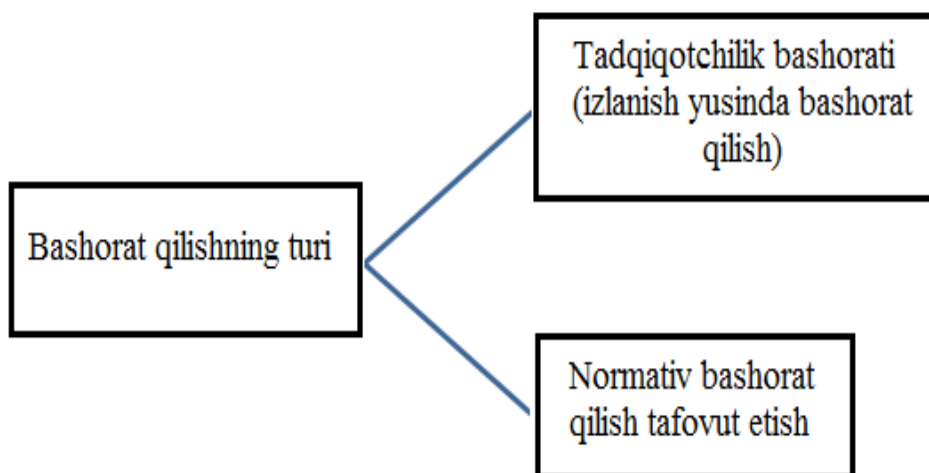 Bashorat qilishning turi
Tadqiqotchilik bashorati
(izlanish yusinda bashorat
qilish)
Normativ bashorat
qilish tafovut etish